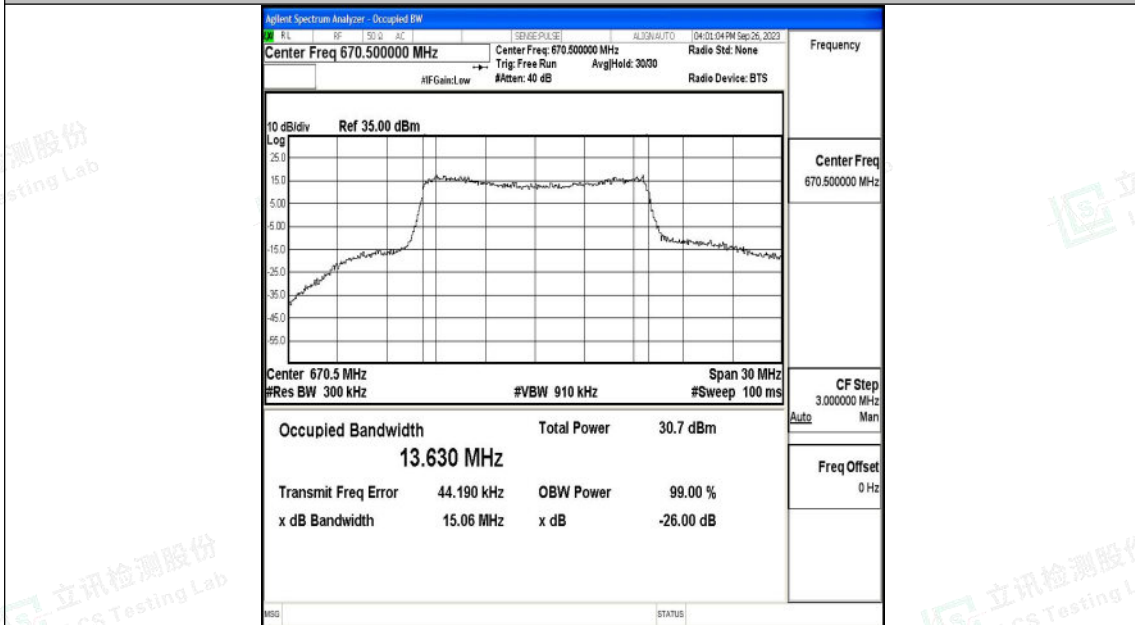 Agilent Spectrum Analyzer - Occupied BW
RL RF 50 Ω AC SENSE:PULSE ALIGNAUTO 04:01:04 PM Sep 26, 2023
Center Freq 670.500000 MHz
Center Freq: 670.500000 MHz
Radio Std: None
Trig: Free Run Avg|Hold: 30/30
#IFGain:Low
#Atten: 40 dB
Radio Device: BTS
10 dB/div Ref 35.00 dBm
Log
25.0
15.0
5.00
-5.00
-15.0
-25.0
-35.0
-45.0
-55.0
Center 670.5 MHz Span 30 MHz
#Res BW 300 kHz #VBW 910 kHz #Sweep 100 ms
Occupied Bandwidth Total Power 30.7 dBm
13.630 MHz
Transmit Freq Error 44.190 kHz OBW Power 99.00 %
x dB Bandwidth 15.06 MHz x dB -26.00 dB
MSG STATUS
Frequency
Center Freq
670.500000 MHz
CF Step
3.000000 MHz
Auto Man
Freq Offset
0 Hz
测股份
sting Lab
立讯检测股份
CS Testing Lab
立讯检测股份
CS Testing L